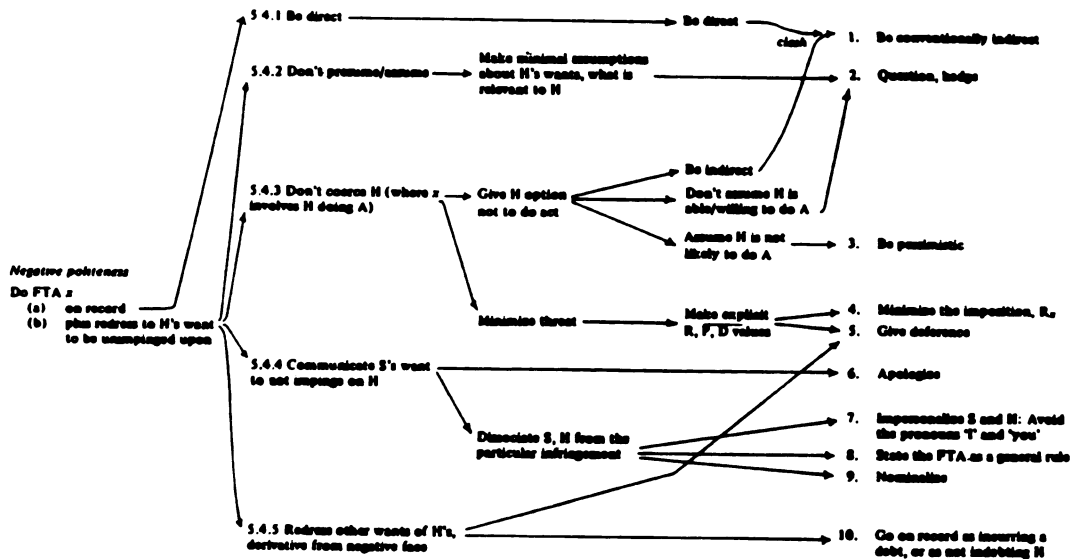 5.4.1 Be direct
Be direct
clash
1. Be conventionally indirect
5.4.2 Don't presume/assume
Make minimal assumptions
about H's wants, what is
relevant to H
2. Question, hedge
5.4.3 Don't coerce H (where x
involves H doing A)
Give H option
not to do act
Be indirect
Don't assume H is
able/willing to do A
Assume H is not
likely to do A
3. Be pessimistic
Negative politeness
Do FTA x
(a) on record
(b) plus redress to H's want
to be unimpinged upon
Minimize threat
Make explicit
R, P, D values
4. Minimize the imposition, Rₓ
5. Give deference
5.4.4 Communicate S's want
to not impinge on H
6. Apologize
Dissociate S, H from the
particular infringement
7. Impersonalize S and H: Avoid
the pronouns 'I' and 'you'
8. State the FTA as a general rule
9. Nominalize
5.4.5 Redress other wants of H's,
derivative from negative face
10. Go on record as incurring a
debt, or as not indebting H